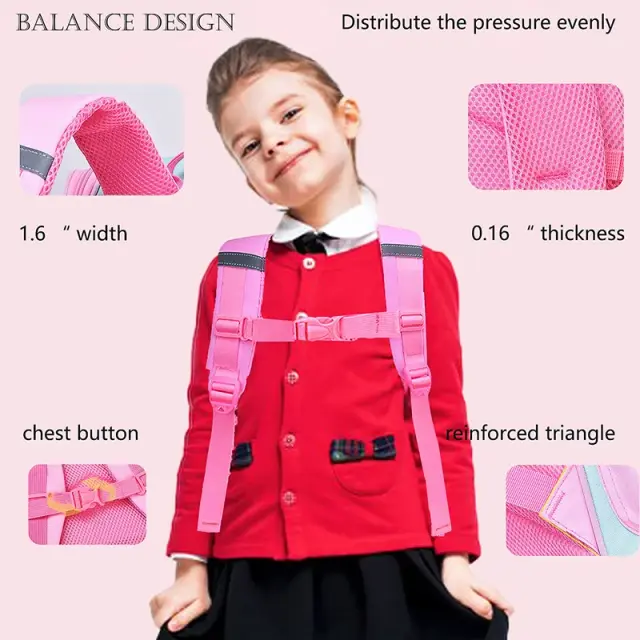 BALANCE DESIGN
Distribute the pressure evenly
1.6 “ width
0.16 “ thickness
chest button
reinforced triangle